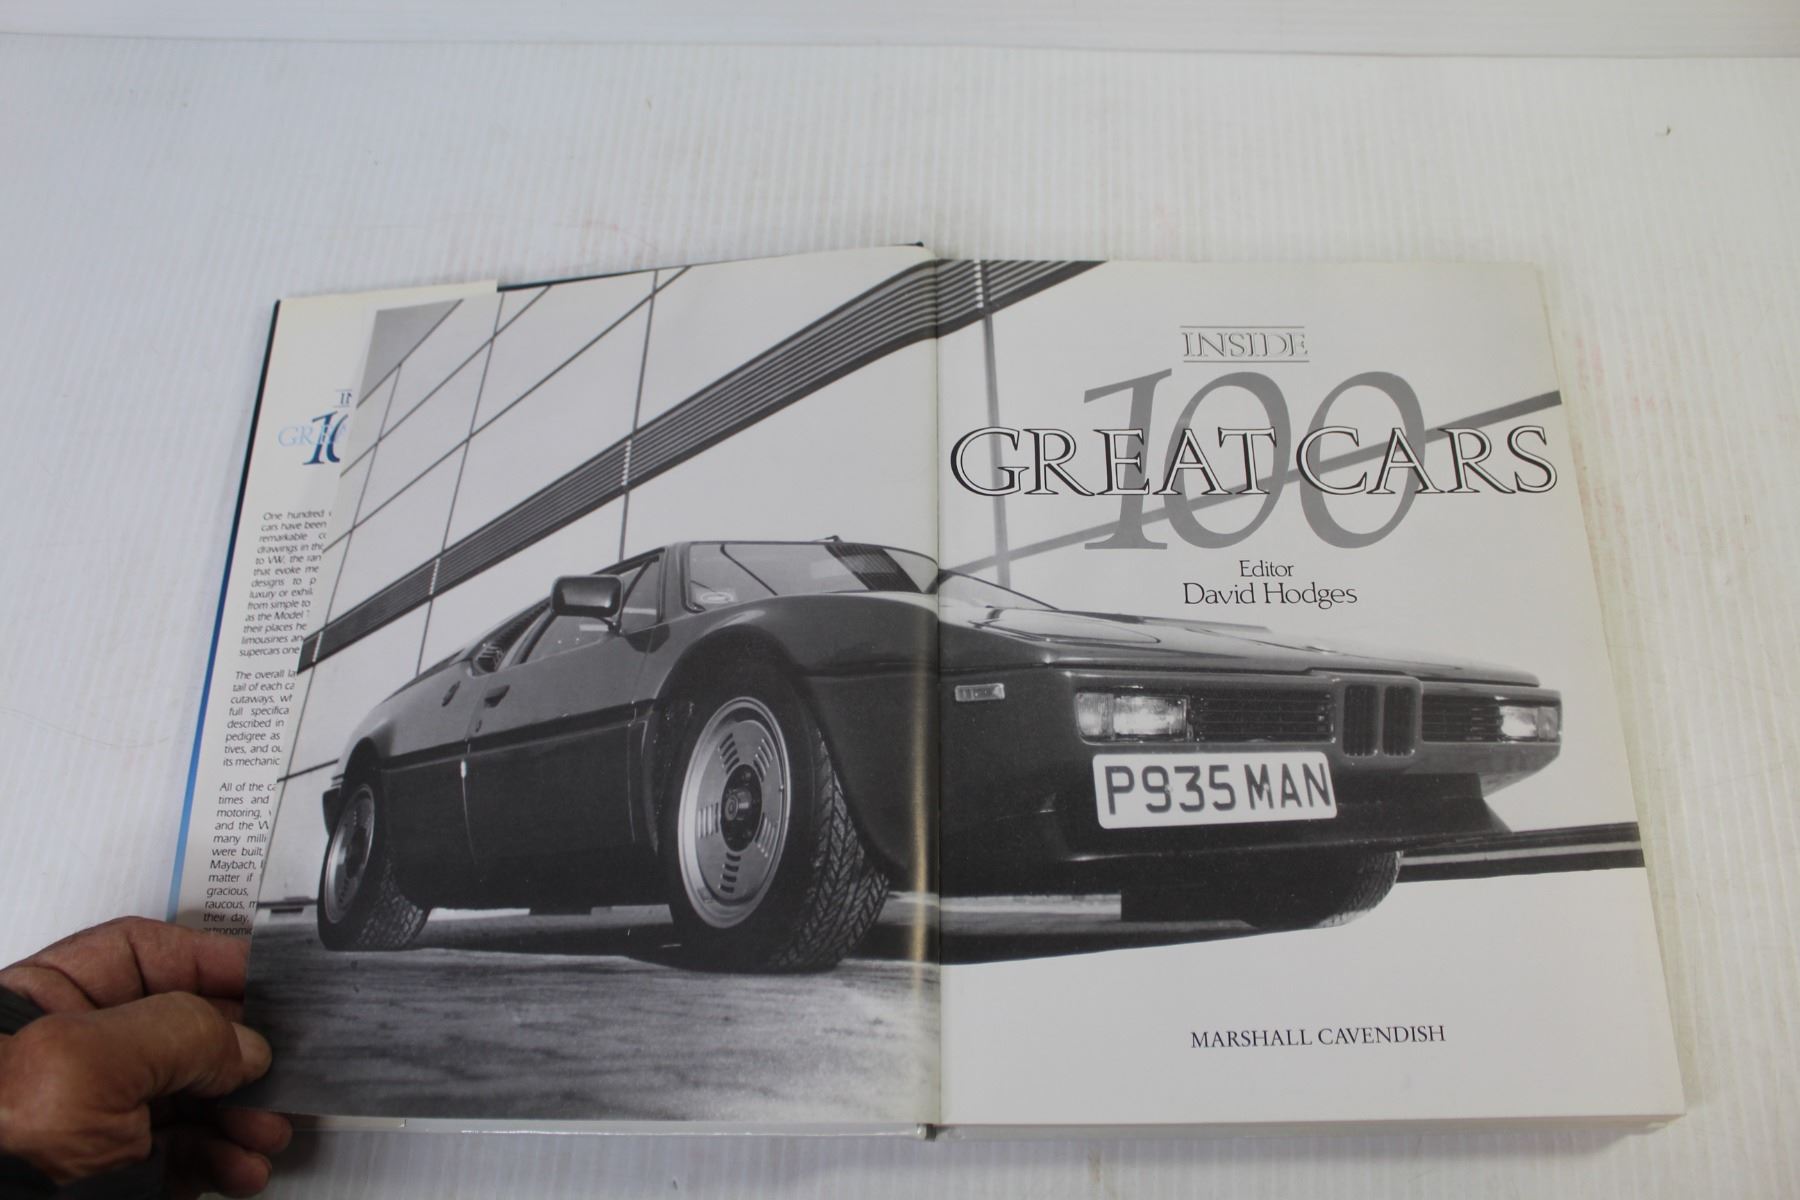 GRE
10
One hundred
cars have been
remarkable
drawings in
to VW, the ran
that evoke me
designs to p
luxury or
from simple to
as the Model
their places he
limousines an
supercars one
The overall la
tail of each ca
cutaways, wh
full specifica
described in
pedigree as
tives, and ou
its mechanic
All of the ca
times and
motoring,
and the
many milli
were built,
Maybach,
matter if
gracious,
raucous, m
their day,
astronomic
INSIDE
100
GREAT CARS
Editor
David Hodges
P935 MAN
MARSHALL CAVENDISH